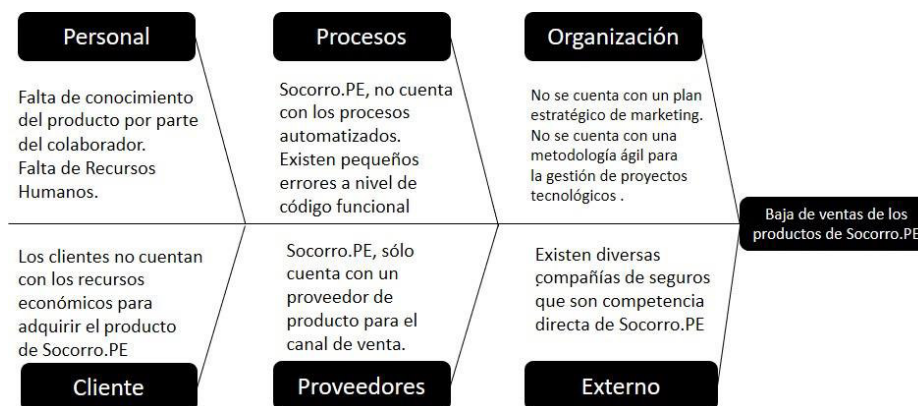 Personal
Procesos
Organización
Falta de conocimiento
del producto por parte
del colaborador.
Falta de Recursos
Humanos.
Socorro.PE, no cuenta
con los procesos
automatizados.
Existen pequeños
errores a nivel de
código funcional
No se cuenta con un plan
estratégico de marketing.
No se cuenta con una
metodología ágil para
la gestión de proyectos
tecnológicos .
Baja de ventas de los
productos de Socorro.PE
Los clientes no cuentan
con los recursos
económicos para
adquirir el producto
de Socorro.PE
Socorro.PE, sólo
cuenta con un
proveedor de
producto para el
canal de venta.
Existen diversas
compañías de seguros
que son competencia
directa de Socorro.PE
Cliente
Proveedores
Externo